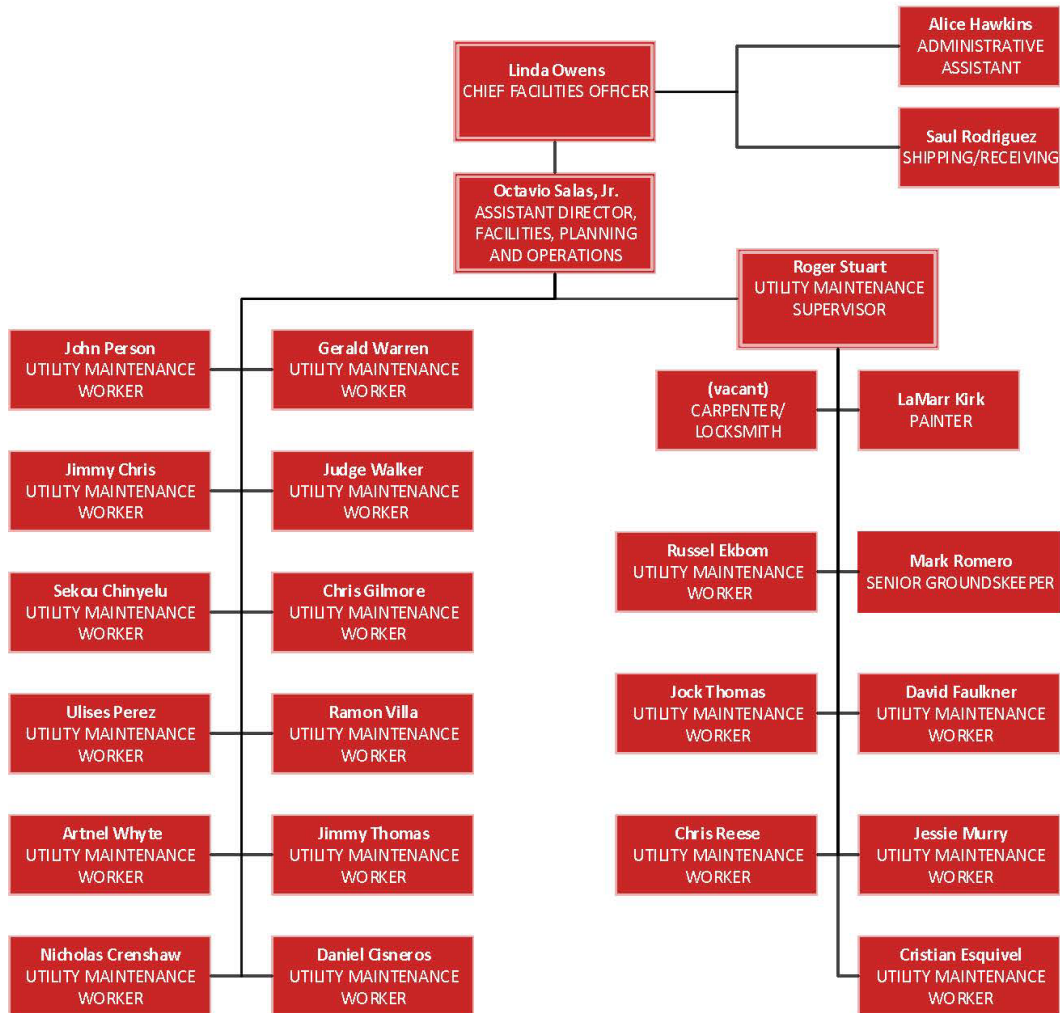 Alice Hawkins
ADMINISTRATIVE
ASSISTANT
Linda Owens
CHIEF FACILITIES OFFICER
Saul Rodriguez
SHIPPING/RECEIVING
Octavio Salas, Jr.
ASSISTANT DIRECTOR,
FACILITIES, PLANNING
AND OPERATIONS
Roger Stuart
UTILITY MAINTENANCE
SUPERVISOR
John Person
UTILITY MAINTENANCE
WORKER
Gerald Warren
UTILITY MAINTENANCE
WORKER
(vacant)
CARPENTER/
LOCKSMITH
LaMarr Kirk
PAINTER
Jimmy Chris
UTILITY MAINTENANCE
WORKER
Judge Walker
UTILITY MAINTENANCE
WORKER
Russel Ekbom
UTILITY MAINTENANCE
WORKER
Mark Romero
SENIOR GROUNDSKEEPER
Sekou Chinyelu
UTILITY MAINTENANCE
WORKER
Chris Gilmore
UTILITY MAINTENANCE
WORKER
Jock Thomas
UTILITY MAINTENANCE
WORKER
David Faulkner
UTILITY MAINTENANCE
WORKER
Ulises Perez
UTILITY MAINTENANCE
WORKER
Ramon Villa
UTILITY MAINTENANCE
WORKER
Artnel Whyte
UTILITY MAINTENANCE
WORKER
Jimmy Thomas
UTILITY MAINTENANCE
WORKER
Chris Reese
UTILITY MAINTENANCE
WORKER
Jessie Murry
UTILITY MAINTENANCE
WORKER
Nicholas Crenshaw
UTILITY MAINTENANCE
WORKER
Daniel Cisneros
UTILITY MAINTENANCE
WORKER
Cristian Esquivel
UTILITY MAINTENANCE
WORKER